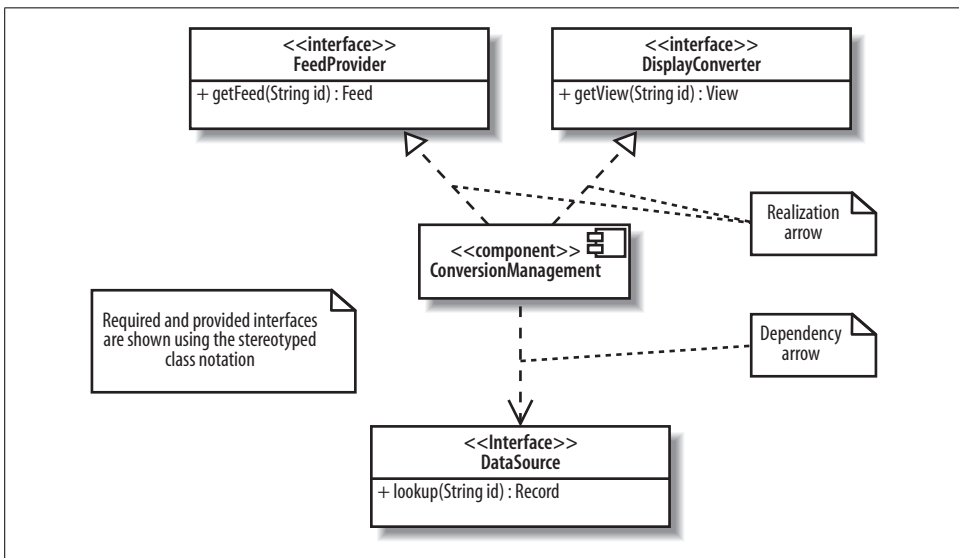 <<interface>>
FeedProvider
+ getFeed(String id) : Feed
<<interface>>
DisplayConverter
+ getView(String id) : View
Realization
arrow
<<component>>
ConversionManagement
Required and provided interfaces
are shown using the stereotyped
class notation
Dependency
arrow
<<Interface>>
DataSource
+ lookup(String id) : Record